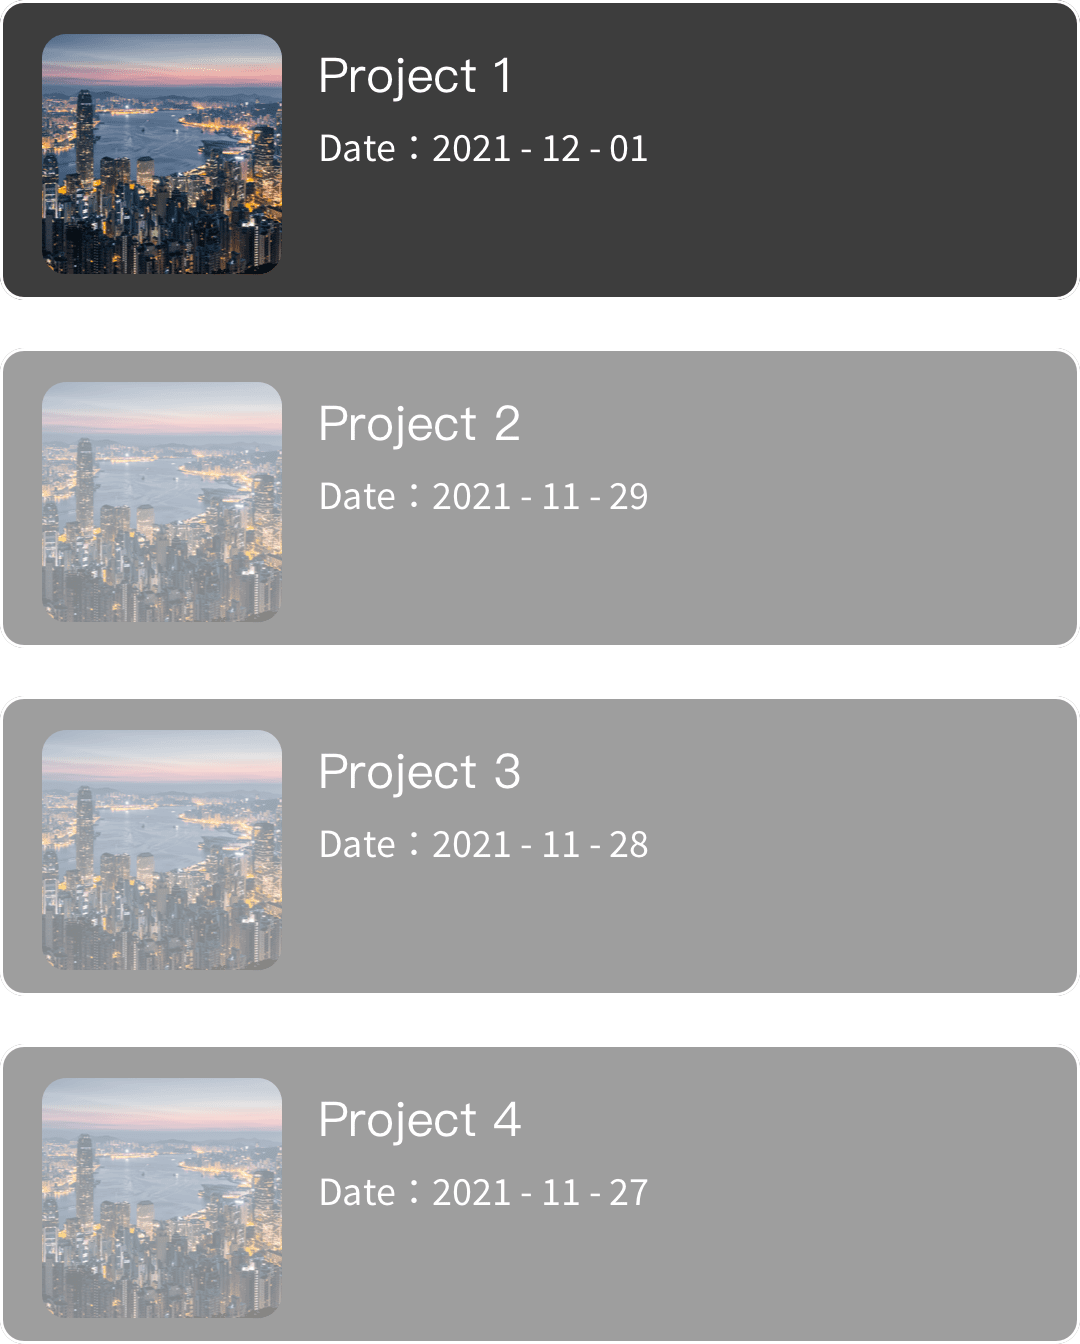 Project 1
Date：2021 - 12 - 01
Project 2
Date：2021 - 11 - 29
Project 3
Date：2021 - 11 - 28
Project 4
Date：2021 - 11 - 27